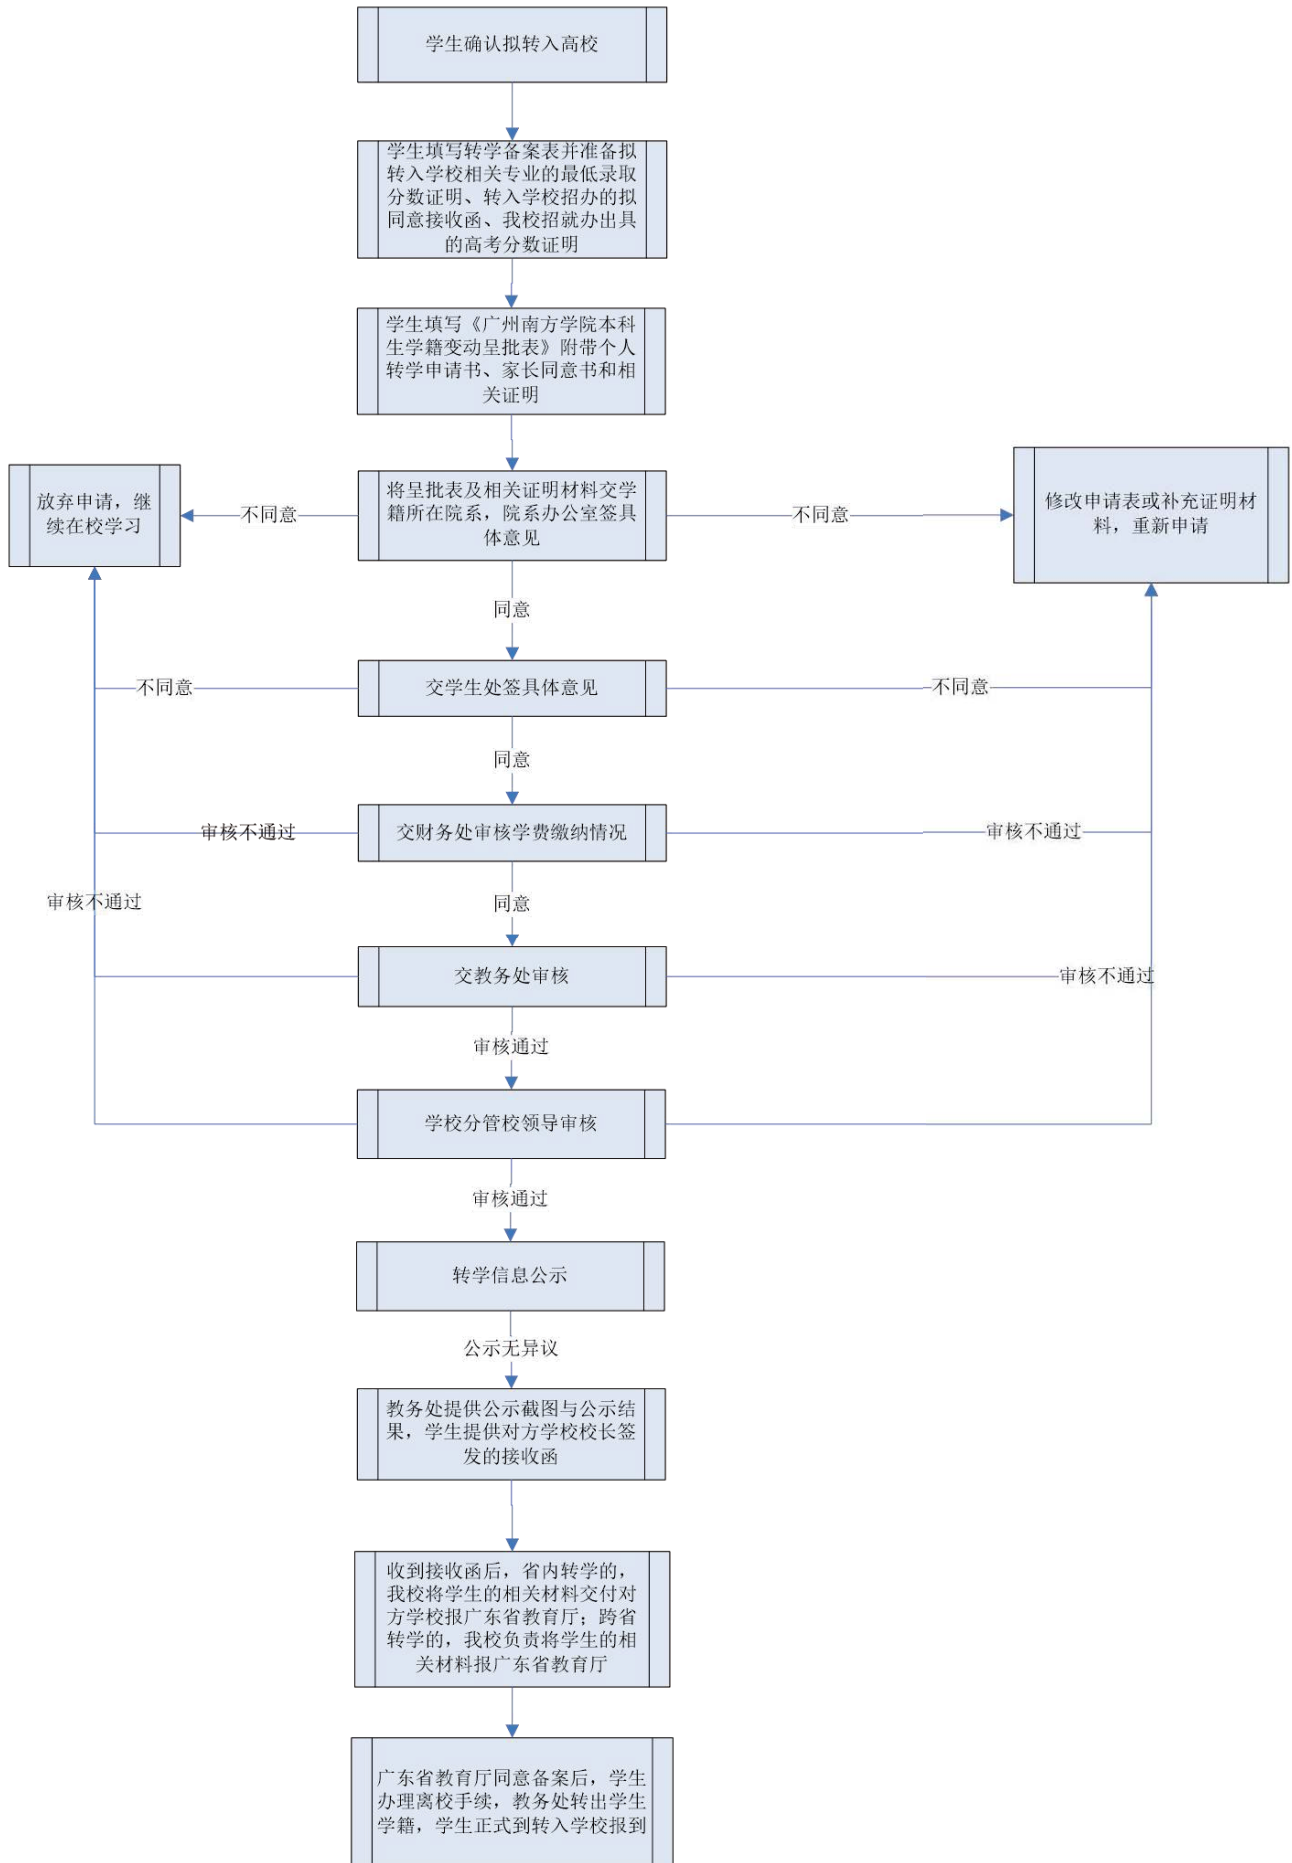 学生确认拟转入高校
学生填写转学备案表并准备拟
转入学校相关专业的最低录取
分数证明、转入学校招办的拟
同意接收函、我校招就办出具
的高考分数证明
学生填写《广州南方学院本科
生学籍变动呈批表》附带个人
转学申请书、家长同意书和相
关证明
放弃申请，继
续在校学习
不同意
将呈批表及相关证明材料交学
籍所在院系，院系办公室签具
体意见
不同意
修改申请表或补充证明材
料，重新申请
同意
不同意
交学生处签具体意见
不同意
同意
审核不通过
交财务处审核学费缴纳情况
审核不通过
审核不通过
同意
交教务处审核
审核不通过
审核通过
学校分管校领导审核
审核通过
转学信息公示
公示无异议
教务处提供公示截图与公示结
果，学生提供对方学校校长签
发的接收函
收到接收函后，省内转学的，
我校将学生的相关材料交付对
方学校报广东省教育厅；跨省
转学的，我校负责将学生的相
关材料报广东省教育厅
广东省教育厅同意备案后，学生
办理离校手续，教务处转出学生
学籍，学生正式到转入学校报到